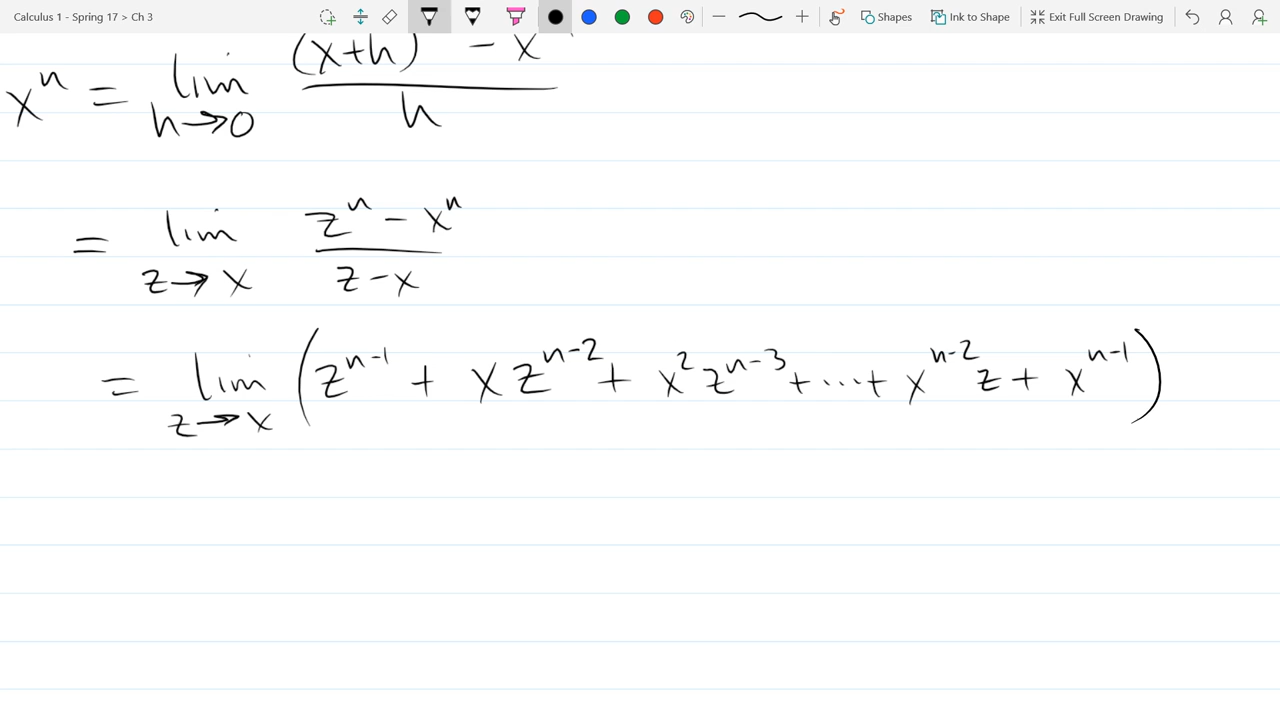 Calculus 1 - Spring 17 > Ch 3 Shapes Ink to Shape Exit Full Screen Drawing
x^n = lim_{h→0} ((x+h) - x)/h
= lim_{z→x} (z^n - x^n)/(z-x)
= lim_{z→x} (z^{n-1} + xz^{n-2} + x^2 z^{n-3} + ... + x^{n-2} z + x^{n-1})